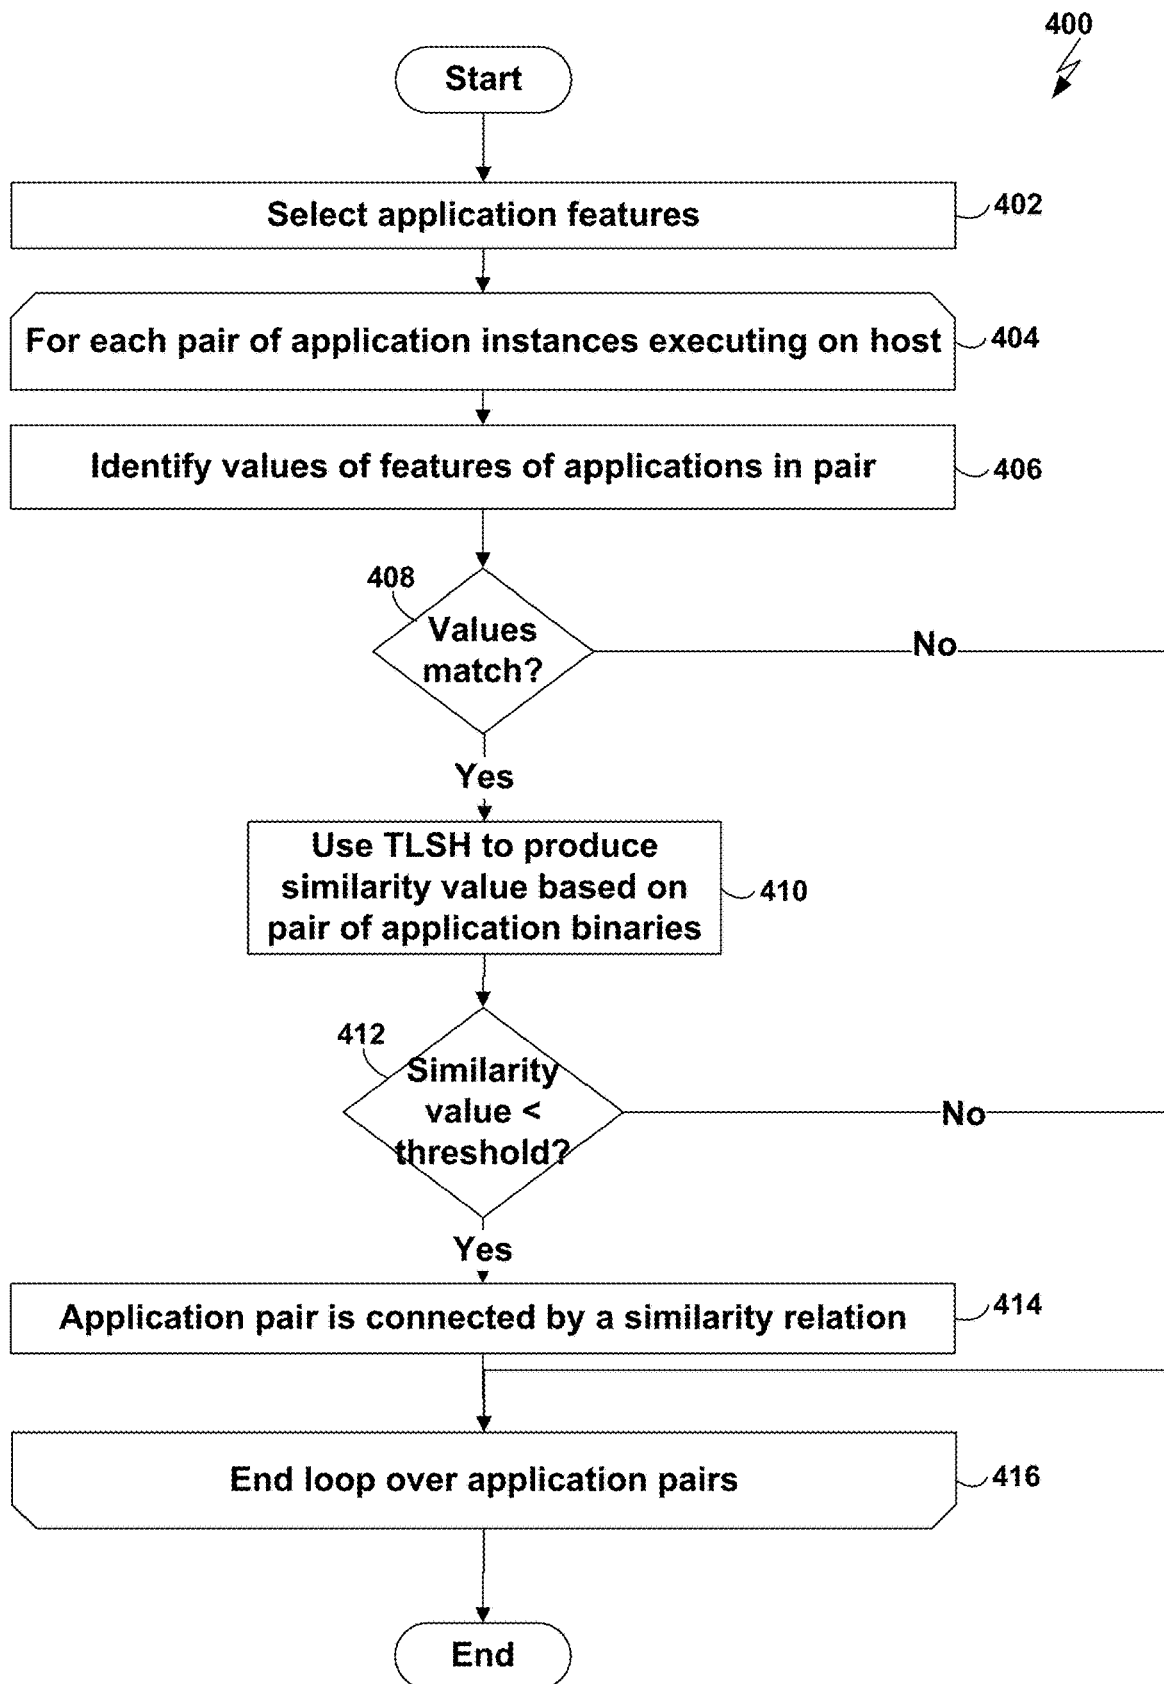 400
Start
Select application features
402
For each pair of application instances executing on host
404
Identify values of features of applications in pair
406
408
Values
match?
No
Yes
Use TLSH to produce
similarity value based on
pair of application binaries
410
412
Similarity
value <
threshold?
No
Yes
Application pair is connected by a similarity relation
414
End loop over application pairs
416
End